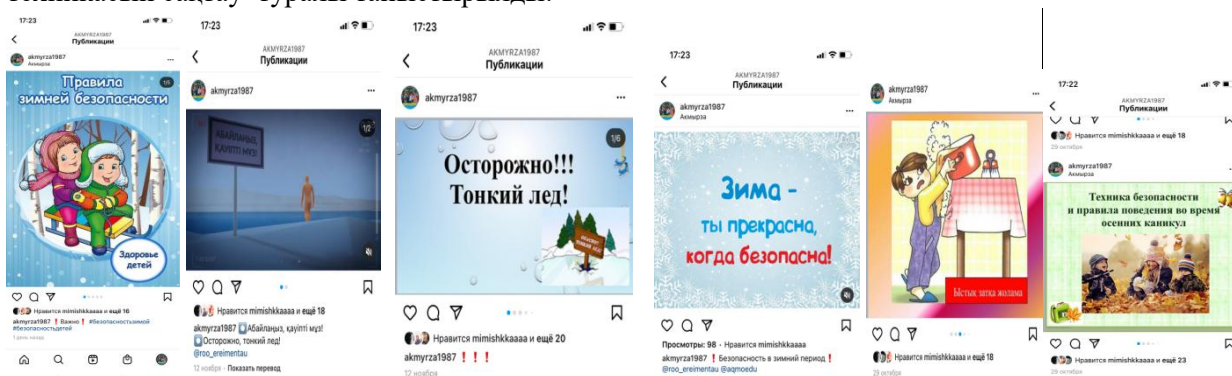 17:23
AKMYRZA1987
Публикации
akmyrza1987
Акмырза
1/5
Правила
зимней безопасности
Здоровье
детей
Нравится mimishkkaaaa и ещё 16
akmyrza1987 ❗ Важно ❗ #безопасностьзимой
#безопасностьдетей
1 день назад
17:23
AKMYRZA1987
Публикации
akmyrza1987
1/2
АБАЙЛАҢЫЗ,
ҚАУІПТІ МҰЗ!
Нравится mimishkkaaaa и ещё 18
akmyrza1987 Абайлаңыз, қауіпті мұз!
Осторожно, тонкий лед!
@roo_ereimentau
12 ноября · Показать перевод
17:23
AKMYRZA1987
Публикации
akmyrza1987
1/6
Осторожно!!!
Тонкий лед!
Нравится mimishkkaaaa и ещё 20
akmyrza1987 ❗❗❗
12 ноября
17:23
AKMYRZA1987
Публикации
akmyrza1987
Акмырза
Зима -
ты прекрасна,
когда безопасна!
Просмотры: 98 · Нравится mimishkkaaaa
akmyrza1987 ❗ Безопасность в зимний период ❗
@roo_ereimentau @aqmoedu
akmyrza1987
Акмырза
Ыстық затқа жолама
Нравится mimishkkaaaa и ещё 18
29 октября
17:22
AKMYRZA1987
Публикации
Нравится mimishkkaaaa и ещё 18
29 октября
akmyrza1987
Акмырза
Техника безопасности
и правила поведения во время
осенних каникул
Нравится mimishkkaaaa и ещё 23
29 октября